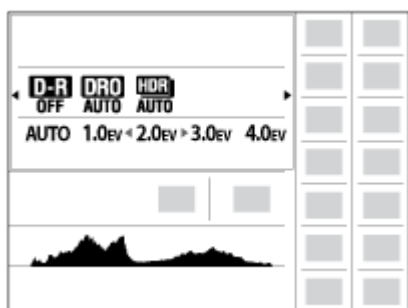 D-R DRO HDR
OFF AUTO AUTO
AUTO 1.0EV 2.0EV 3.0EV 4.0EV